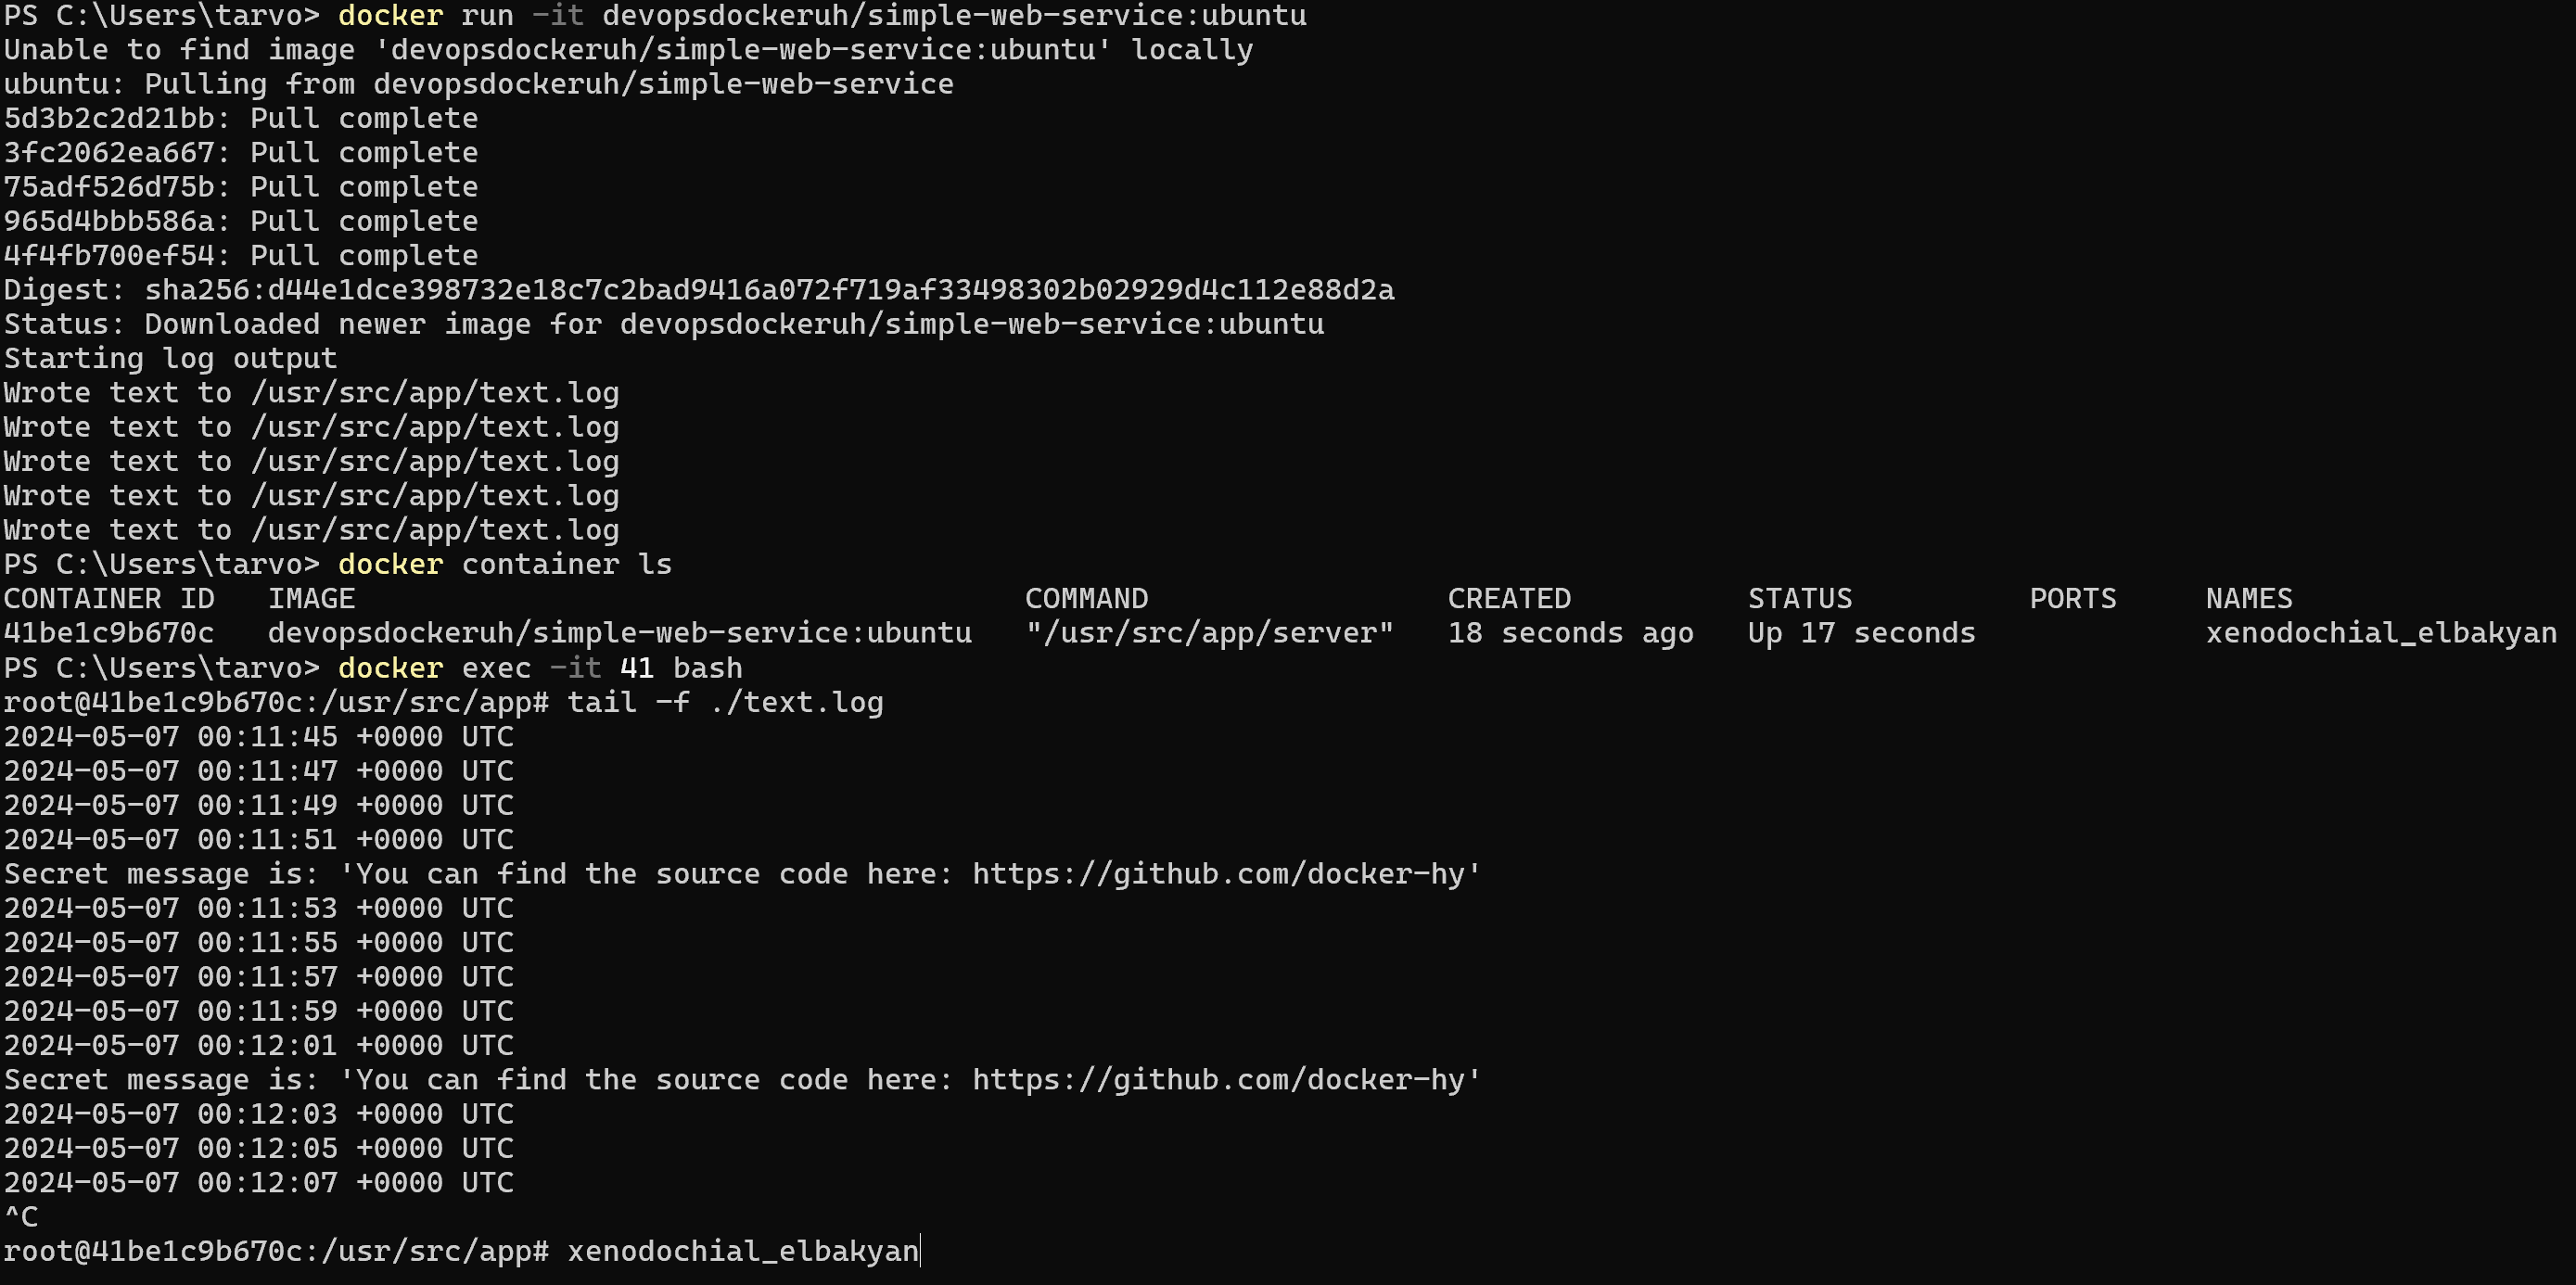 PS C:\Users\tarvo> docker run -it devopsdockeruh/simple-web-service:ubuntu
Unable to find image 'devopsdockeruh/simple-web-service:ubuntu' locally
ubuntu: Pulling from devopsdockeruh/simple-web-service
5d3b2c2d21bb: Pull complete
3fc2062ea667: Pull complete
75adf526d75b: Pull complete
965d4bbb586a: Pull complete
4f4fb700ef54: Pull complete
Digest: sha256:d44e1dce398732e18c7c2bad9416a072f719af33498302b02929d4c112e88d2a
Status: Downloaded newer image for devopsdockeruh/simple-web-service:ubuntu
Starting log output
Wrote text to /usr/src/app/text.log
Wrote text to /usr/src/app/text.log
Wrote text to /usr/src/app/text.log
Wrote text to /usr/src/app/text.log
Wrote text to /usr/src/app/text.log
PS C:\Users\tarvo> docker container ls
CONTAINER ID   IMAGE                                      COMMAND                 CREATED          STATUS          PORTS     NAMES
41be1c9b670c   devopsdockeruh/simple-web-service:ubuntu   "/usr/src/app/server"   18 seconds ago   Up 17 seconds             xenodochial_elbakyan
PS C:\Users\tarvo> docker exec -it 41 bash
root@41be1c9b670c:/usr/src/app# tail -f ./text.log
2024-05-07 00:11:45 +0000 UTC
2024-05-07 00:11:47 +0000 UTC
2024-05-07 00:11:49 +0000 UTC
2024-05-07 00:11:51 +0000 UTC
Secret message is: 'You can find the source code here: https://github.com/docker-hy'
2024-05-07 00:11:53 +0000 UTC
2024-05-07 00:11:55 +0000 UTC
2024-05-07 00:11:57 +0000 UTC
2024-05-07 00:11:59 +0000 UTC
2024-05-07 00:12:01 +0000 UTC
Secret message is: 'You can find the source code here: https://github.com/docker-hy'
2024-05-07 00:12:03 +0000 UTC
2024-05-07 00:12:05 +0000 UTC
2024-05-07 00:12:07 +0000 UTC
^C
root@41be1c9b670c:/usr/src/app# xenodochial_elbakyan